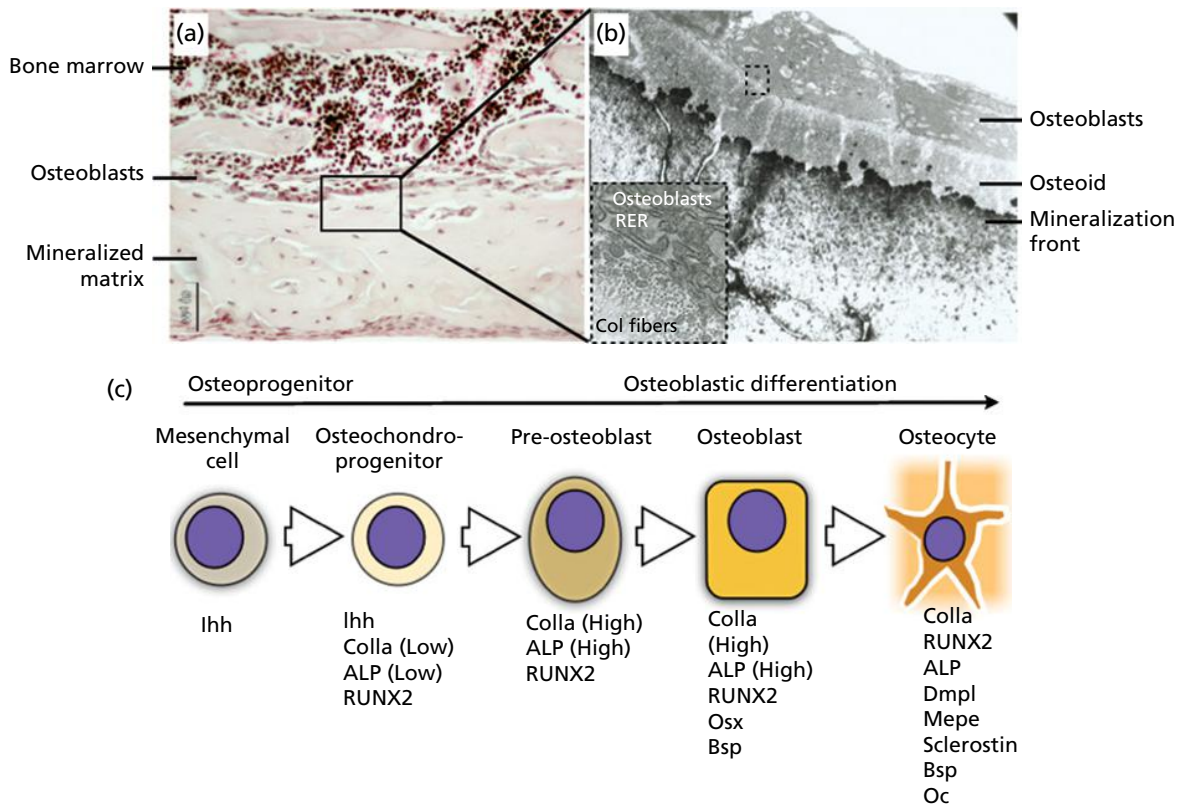 (a)
(b)
Bone marrow
Osteoblasts
Mineralized
matrix
Osteoblasts
Osteoid
Mineralization
front
Osteoblasts
RER
Col fibers
(c)
Osteoprogenitor
Osteoblastic differentiation
Mesenchymal
cell
Osteochondro-
progenitor
Pre-osteoblast
Osteoblast
Osteocyte
Ihh
Ihh
Colla (Low)
ALP (Low)
RUNX2
Colla (High)
ALP (High)
RUNX2
Colla
(High)
ALP (High)
RUNX2
Osx
Bsp
Colla
RUNX2
ALP
Dmpl
Mepe
Sclerostin
Bsp
Oc